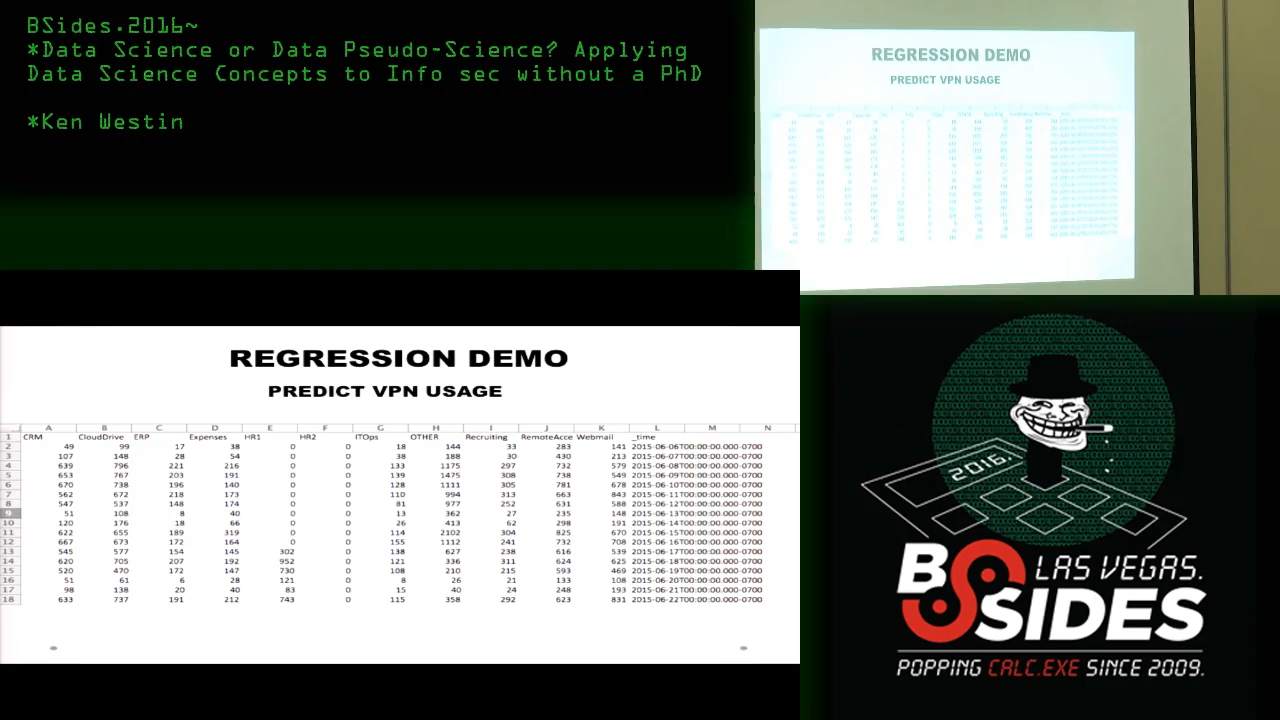 BSides.2016~
*Data Science or Data Pseudo-Science? Applying
Data Science Concepts to Info sec without a PhD
*Ken Westin
REGRESSION DEMO
PREDICT VPN USAGE
REGRESSION DEMO
PREDICT VPN USAGE
A B C D E F G H I J K L M N
1 CRM CloudDrive ERP Expenses HR1 HR2 ITOps OTHER Recruiting RemoteAcce Webmail _time
2 49 99 17 38 0 0 18 144 33 283 141 2015-06-06T00:00:00.000-0700
3 107 148 28 54 0 0 38 188 30 430 213 2015-06-07T00:00:00.000-0700
4 639 796 221 216 0 0 133 1175 297 732 579 2015-06-08T00:00:00.000-0700
5 653 767 203 191 0 0 139 1475 308 738 549 2015-06-09T00:00:00.000-0700
6 670 738 196 140 0 0 128 1111 305 781 678 2015-06-10T00:00:00.000-0700
7 562 672 218 173 0 0 110 994 313 663 843 2015-06-11T00:00:00.000-0700
8 547 537 148 174 0 0 81 977 252 631 588 2015-06-12T00:00:00.000-0700
9 51 108 8 40 0 0 13 362 27 235 148 2015-06-13T00:00:00.000-0700
10 120 176 18 66 0 0 26 413 62 298 191 2015-06-14T00:00:00.000-0700
11 622 655 189 319 0 0 114 2102 304 825 670 2015-06-15T00:00:00.000-0700
12 667 673 172 164 0 0 155 1112 241 732 708 2015-06-16T00:00:00.000-0700
13 545 577 154 145 302 0 138 627 238 616 539 2015-06-17T00:00:00.000-0700
14 620 705 207 192 952 0 121 336 311 624 625 2015-06-18T00:00:00.000-0700
15 520 470 172 147 730 0 108 210 215 593 469 2015-06-19T00:00:00.000-0700
16 51 61 6 28 121 0 8 26 21 133 108 2015-06-20T00:00:00.000-0700
17 98 138 20 40 83 0 15 40 24 248 193 2015-06-21T00:00:00.000-0700
18 633 737 191 212 743 0 115 358 292 623 831 2015-06-22T00:00:00.000-0700
2016.
BSIDES
LAS VEGAS.
POPPING CALC.EXE SINCE 2009.